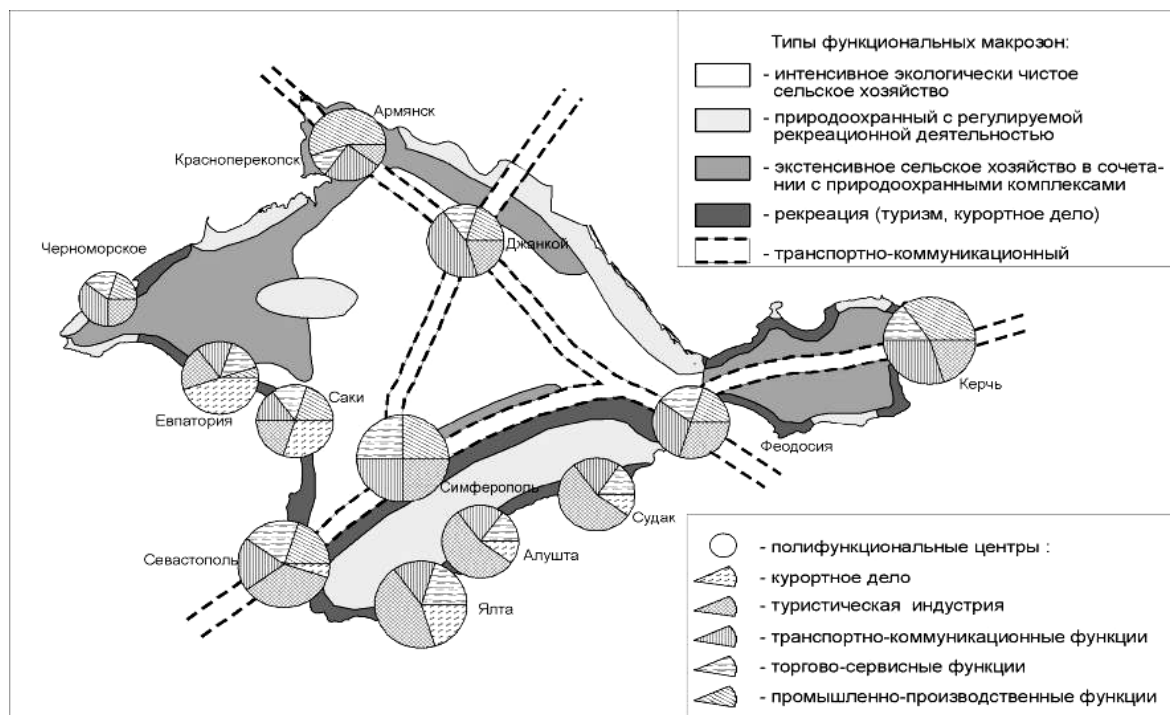 Типы функциональных макрозон:
- интенсивное экологически чистое
сельское хозяйство
- природоохранный с регулируемой
рекреационной деятельностью
- экстенсивное сельское хозяйство в сочета-
нии с природоохранными комплексами
- рекреация (туризм, курортное дело)
- транспортно-коммуникационный
Армянск
Красноперекопск
Джанкой
Черноморское
Евпатория
Саки
Керчь
Феодосия
Симферополь
Судак
Алушта
Севастополь
Ялта
- полифункциональные центры :
- курортное дело
- туристическая индустрия
- транспортно-коммуникационные функции
- торгово-сервисные функции
- промышленно-производственные функции